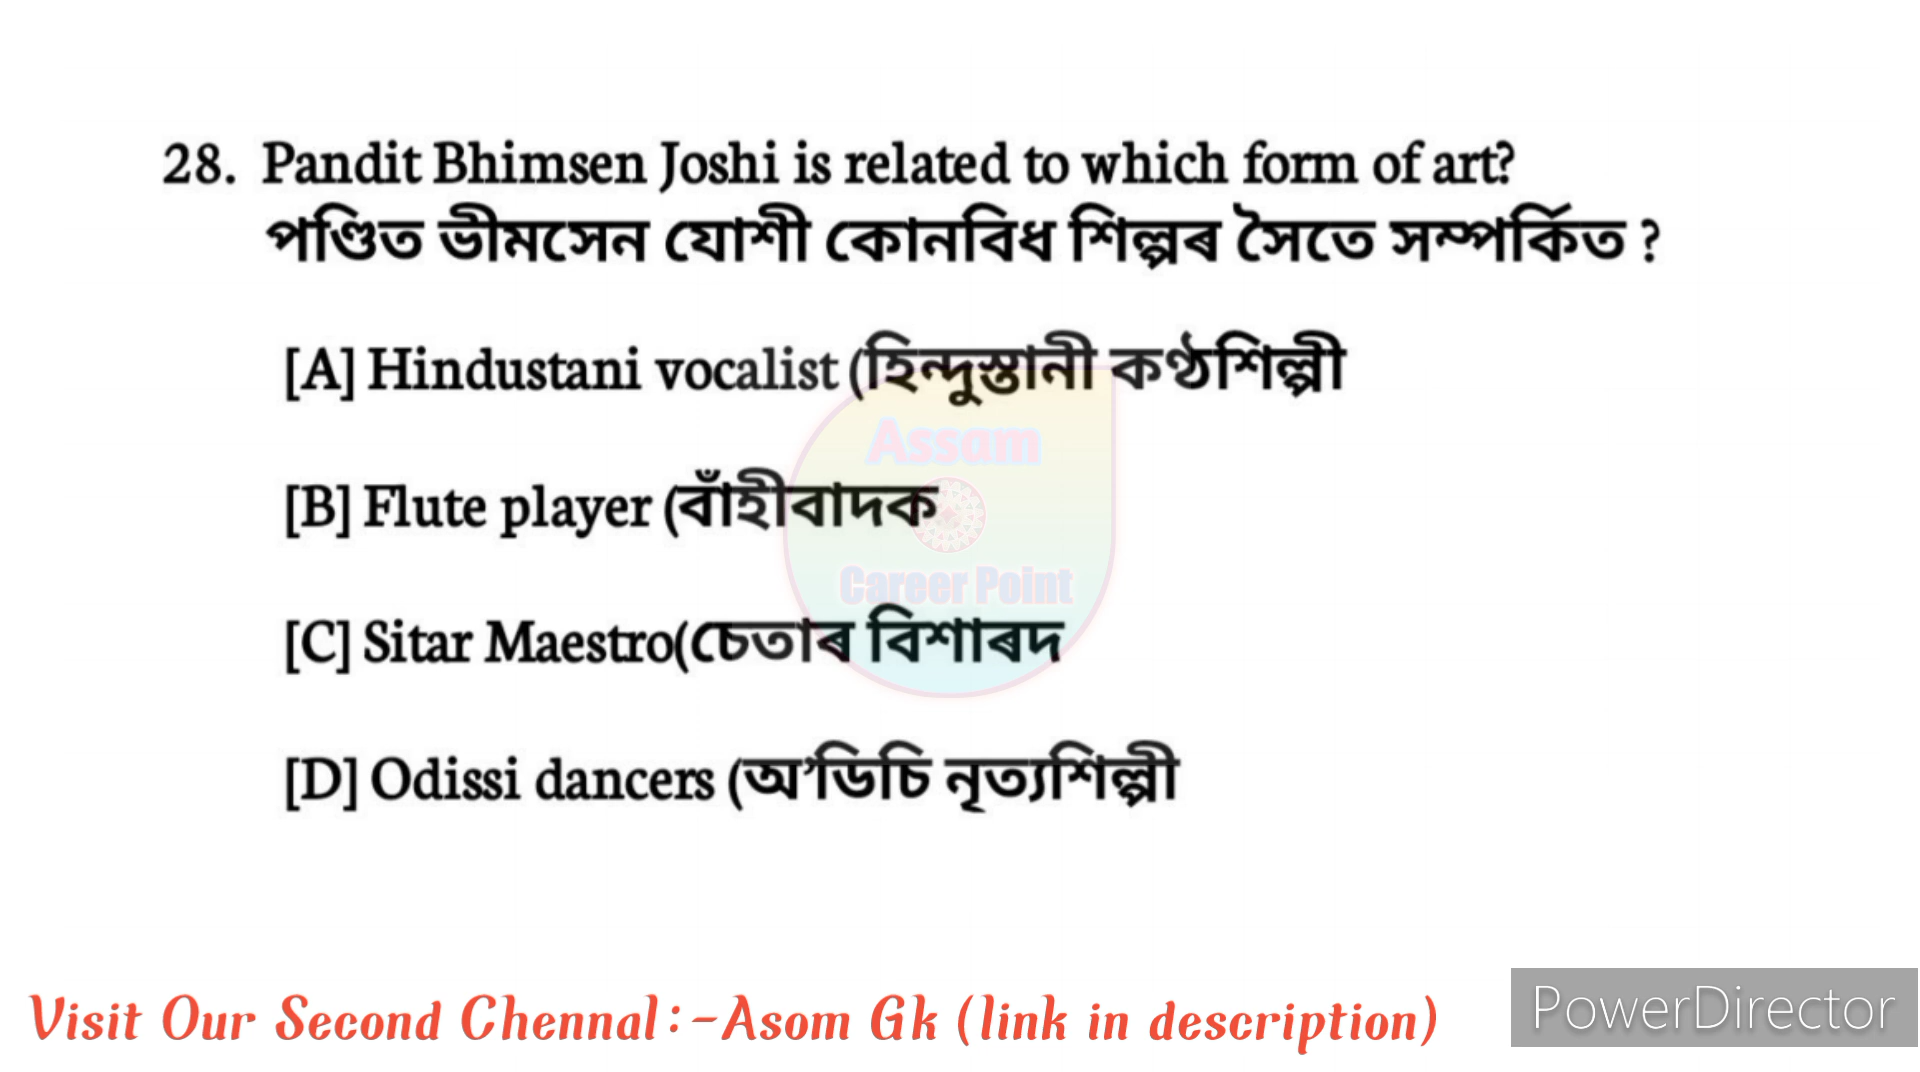 28. Pandit Bhimsen Joshi is related to which form of art?
পণ্ডিত ভীমসেন যোশী কোনবিধ শিল্পৰ সৈতে সম্পৰ্কিত ?
[A] Hindustani vocalist (হিন্দুস্তানী কণ্ঠশিল্পী
Assam
[B] Flute player (বাঁহীবাদক
Career Point
[C] Sitar Maestro(চেতাৰ বিশাৰদ
[D] Odissi dancers (অ’ডিচি নৃত্যশিল্পী
Visit Our Second Chennal:-Asom Gk (link in description)
PowerDirector